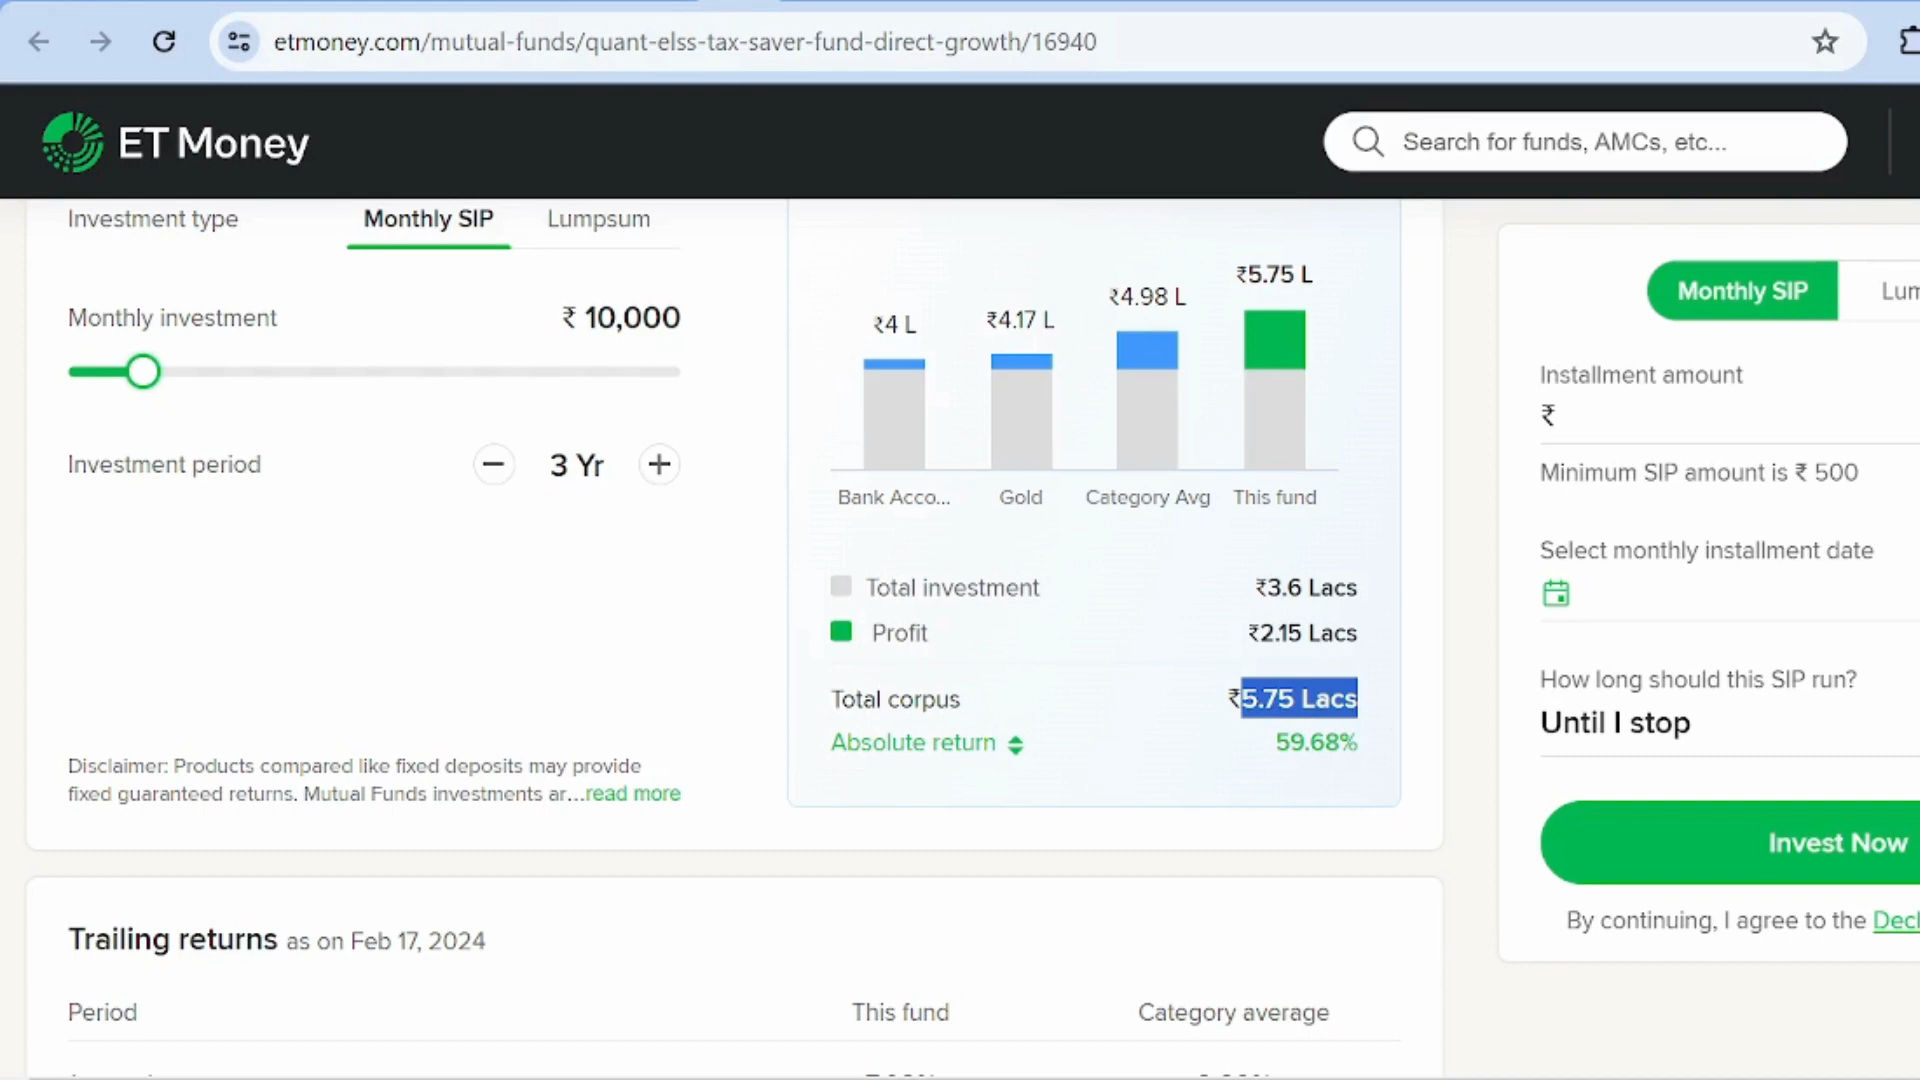 etmoney.com/mutual-funds/quant-elss-tax-saver-fund-direct-growth/16940
ET Money
Search for funds, AMCs, etc...
Investment type
Monthly SIP
Lumpsum
Monthly investment
₹ 10,000
Investment period
3 Yr
Disclaimer: Products compared like fixed deposits may provide
fixed guaranteed returns. Mutual Funds investments ar...read more
₹4 L
₹4.17 L
₹4.98 L
₹5.75 L
Bank Acco...
Gold
Category Avg
This fund
Total investment
₹3.6 Lacs
Profit
₹2.15 Lacs
Total corpus
₹5.75 Lacs
Absolute return
59.68%
Monthly SIP
Lum
Installment amount
₹
Minimum SIP amount is ₹ 500
Select monthly installment date
How long should this SIP run?
Until I stop
Invest Now
By continuing, I agree to the Decl
Trailing returns as on Feb 17, 2024
Period
This fund
Category average